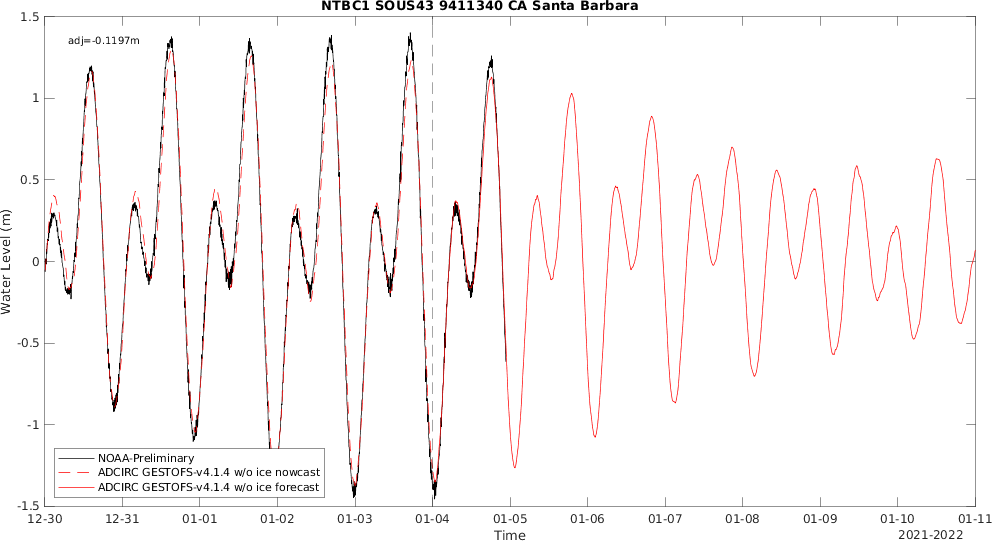 NTBC1 SOUS43 9411340 CA Santa Barbara
adj=-0.1197m
Water Level (m)
1.5
1
0.5
0
-0.5
-1
-1.5
NOAA-Preliminary
ADCIRC GESTOFS-v4.1.4 w/o ice nowcast
ADCIRC GESTOFS-v4.1.4 w/o ice forecast
12-30 12-31 01-01 01-02 01-03 01-04 01-05 01-06 01-07 01-08 01-09 01-10 01-11
Time
2021-2022